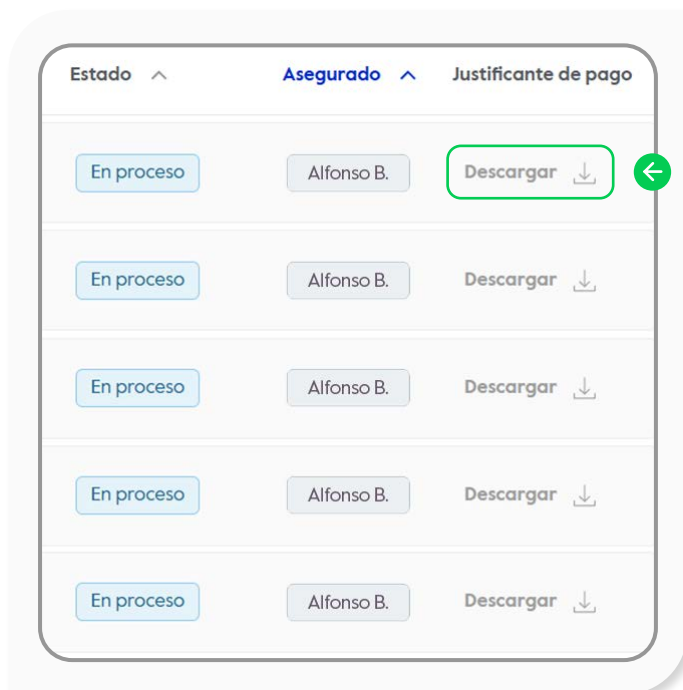 Estado Asegurado Justificante de pago
En proceso Alfonso B. Descargar
En proceso Alfonso B. Descargar
En proceso Alfonso B. Descargar
En proceso Alfonso B. Descargar
En proceso Alfonso B. Descargar